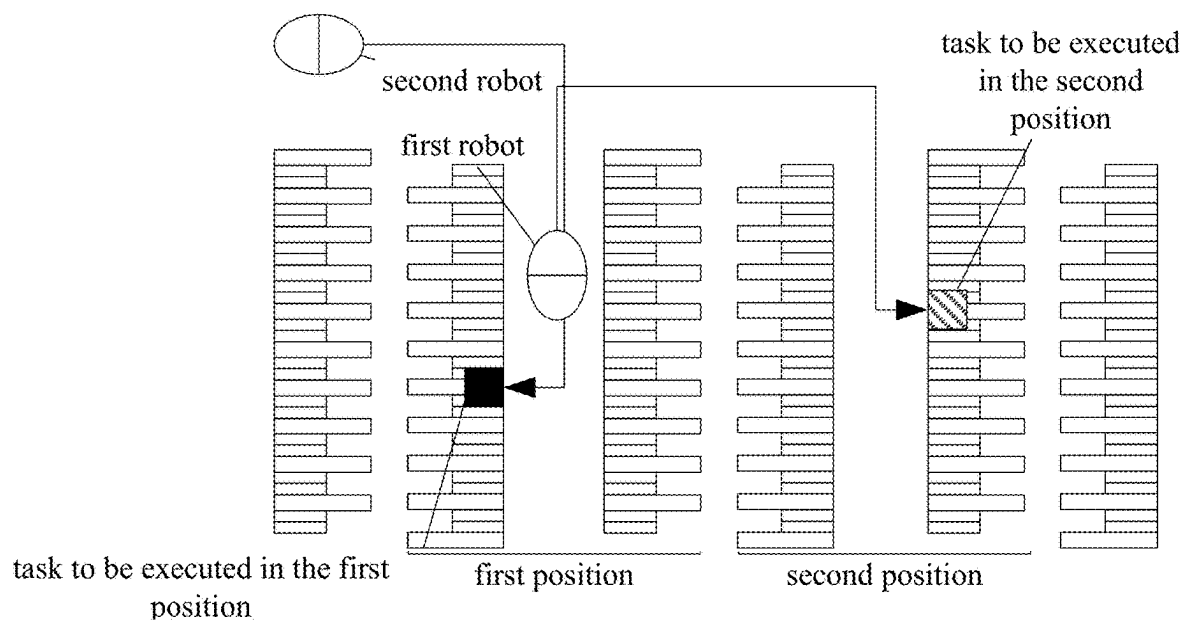 task to be executed
in the second
position
second robot
first robot
task to be executed in the first
position
first position
second position